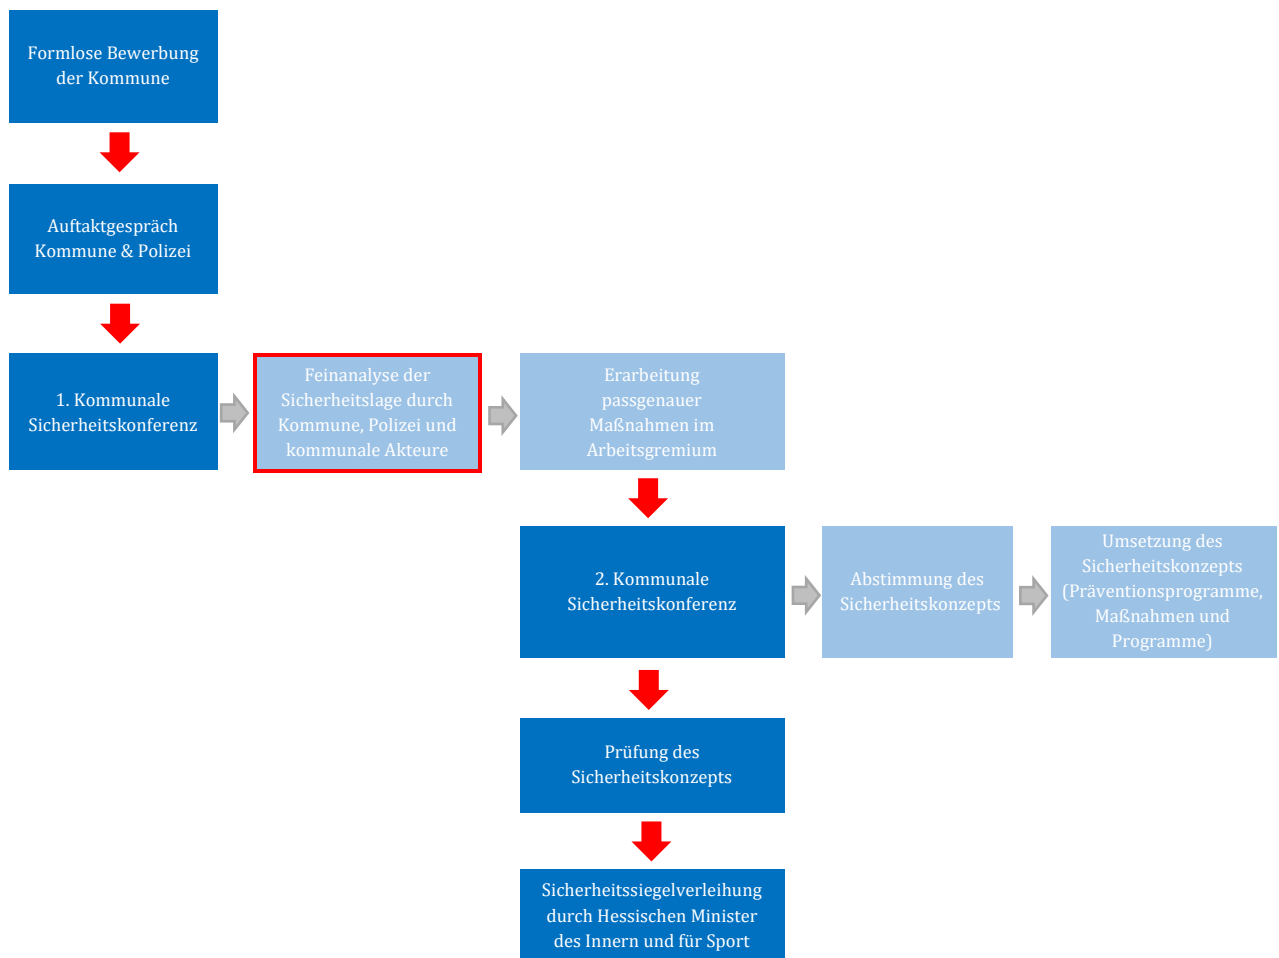 Formlose Bewerbung
der Kommune
Auftaktgespräch
Kommune & Polizei
1. Kommunale
Sicherheitskonferenz
Feinanalyse der
Sicherheitslage durch
Kommune, Polizei und
kommunale Akteure
Erarbeitung
passgenauer
Maßnahmen im
Arbeitsgremium
2. Kommunale
Sicherheitskonferenz
Abstimmung des
Sicherheitskonzepts
Umsetzung des
Sicherheitskonzepts
(Präventionsprogramme,
Maßnahmen und
Programme)
Prüfung des
Sicherheitskonzepts
Sicherheitssiegelverleihung
durch Hessischen Minister
des Innern und für Sport